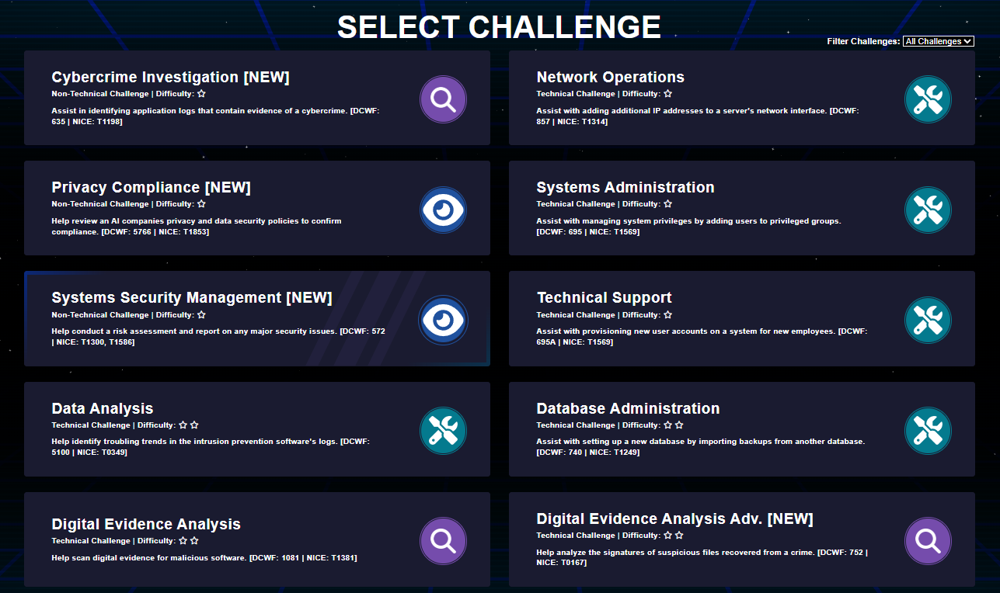 SELECT CHALLENGE
Filter Challenges: All Challenges
Cybercrime Investigation [NEW]
Non-Technical Challenge | Difficulty:
Assist in identifying application logs that contain evidence of a cybercrime. [DCWF:
635 | NICE: T1198]
Network Operations
Technical Challenge | Difficulty:
Assist with adding additional IP addresses to a server's network interface. [DCWF:
857 | NICE: T1314]
Privacy Compliance [NEW]
Non-Technical Challenge | Difficulty:
Help review an AI companies privacy and data security policies to confirm
compliance. [DCWF: 5766 | NICE: T1853]
Systems Administration
Technical Challenge | Difficulty:
Assist with managing system privileges by adding users to privileged groups.
[DCWF: 695 | NICE: T1569]
Systems Security Management [NEW]
Non-Technical Challenge | Difficulty:
Help conduct a risk assessment and report on any major security issues. [DCWF: 572
| NICE: T1300, T1586]
Technical Support
Technical Challenge | Difficulty:
Assist with provisioning new user accounts on a system for new employees. [DCWF:
695A | NICE: T1569]
Data Analysis
Technical Challenge | Difficulty:
Help identify troubling trends in the intrusion prevention software's logs. [DCWF:
5100 | NICE: T0349]
Database Administration
Technical Challenge | Difficulty:
Assist with setting up a new database by importing backups from another database.
[DCWF: 740 | NICE: T1249]
Digital Evidence Analysis
Technical Challenge | Difficulty:
Help scan digital evidence for malicious software. [DCWF: 1081 | NICE: T1381]
Digital Evidence Analysis Adv. [NEW]
Technical Challenge | Difficulty:
Help analyze the signatures of suspicious files recovered from a crime. [DCWF: 752 |
NICE: T0167]